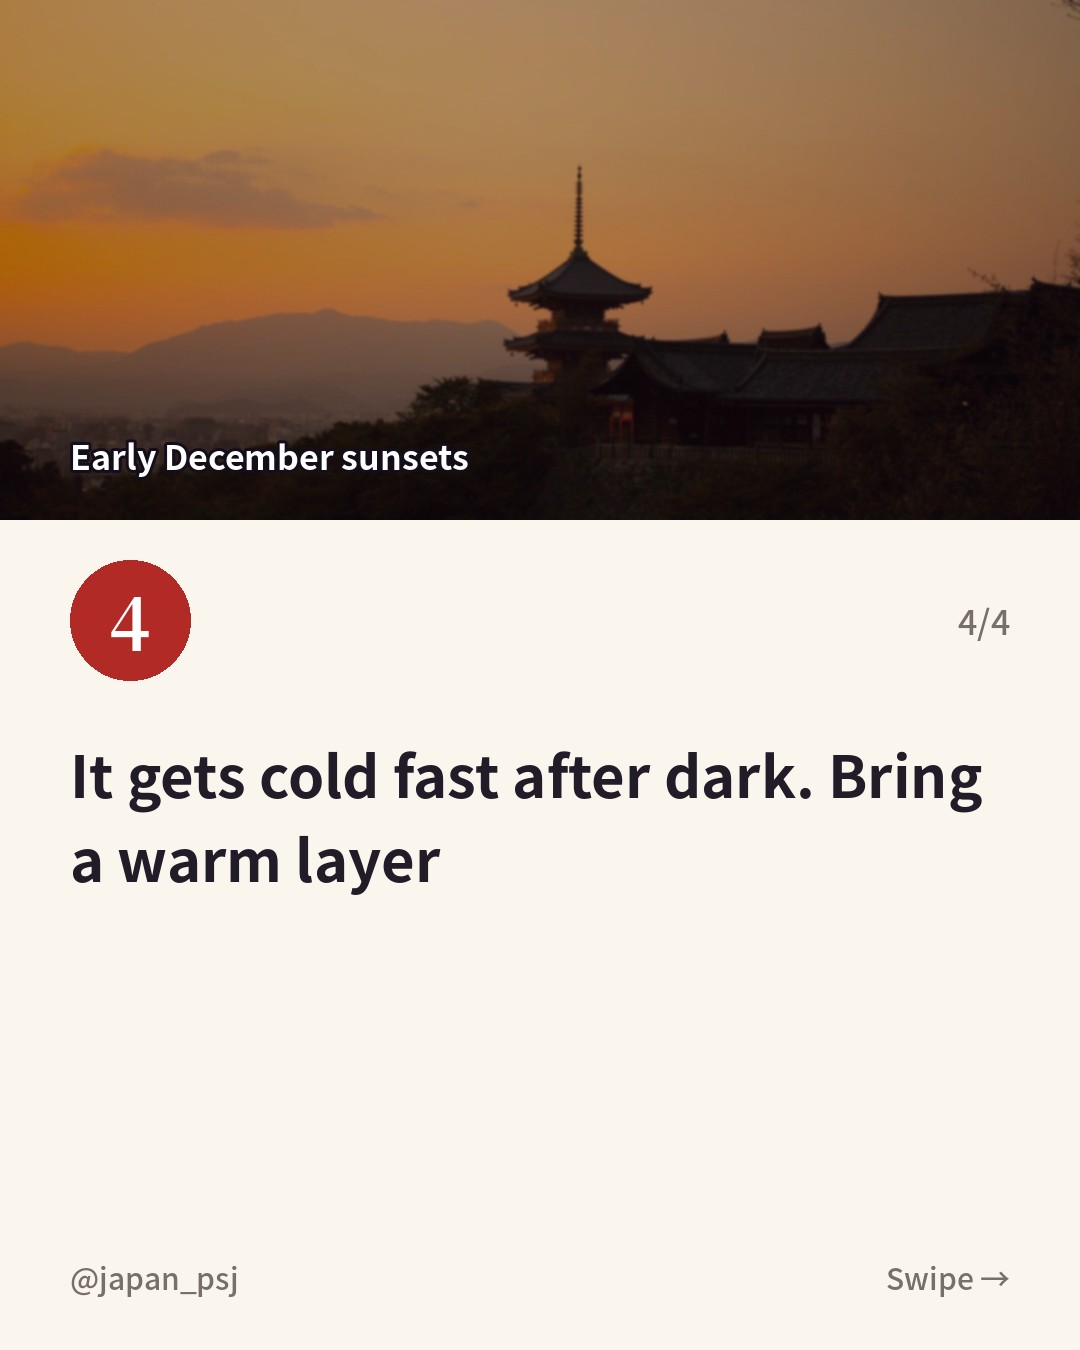 Early December sunsets
4
4/4
It gets cold fast after dark. Bring
a warm layer
@japan_psj
Swipe →